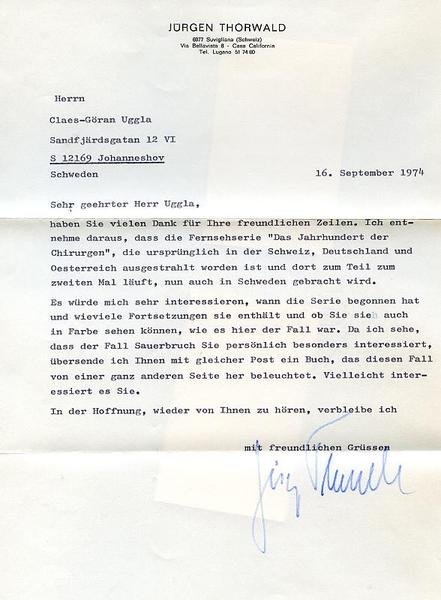 JÜRGEN THORWALD
6977 Suvigliana (Schweiz)
Via Bellavista 8 - Casa California
Tel. Lugano 51 74 80
Herrn
Claes-Göran Uggla
Sandfjärdsgatan 12 VI
S 12169 Johanneshov
Schweden
16. September 1974
Sehr geehrter Herr Uggla,
haben Sie vielen Dank für Ihre freundlichen Zeilen. Ich ent-
nehme daraus, dass die Fernsehserie "Das Jahrhundert der
Chirurgen", die ursprünglich in der Schweiz, Deutschland und
Oesterreich ausgestrahlt worden ist und dort zum Teil zum
zweiten Mal läuft, nun auch in Schweden gebracht wird.
Es würde mich sehr interessieren, wann die Serie begonnen hat
und wieviele Fortsetzungen sie enthält und ob Sie sieh auch
in Farbe sehen können, wie es hier der Fall war. Da ich sehe,
dass der Fall Sauerbruch Sie persönlich besonders interessiert,
übersende ich Ihnen mit gleicher Post ein Buch, das diesen Fall
von einer ganz anderen Seite her beleuchtet. Vielleicht inter-
essiert es Sie.
In der Hoffnung, wieder von Ihnen zu hören, verbleibe ich
mit freundlichen Grüssen